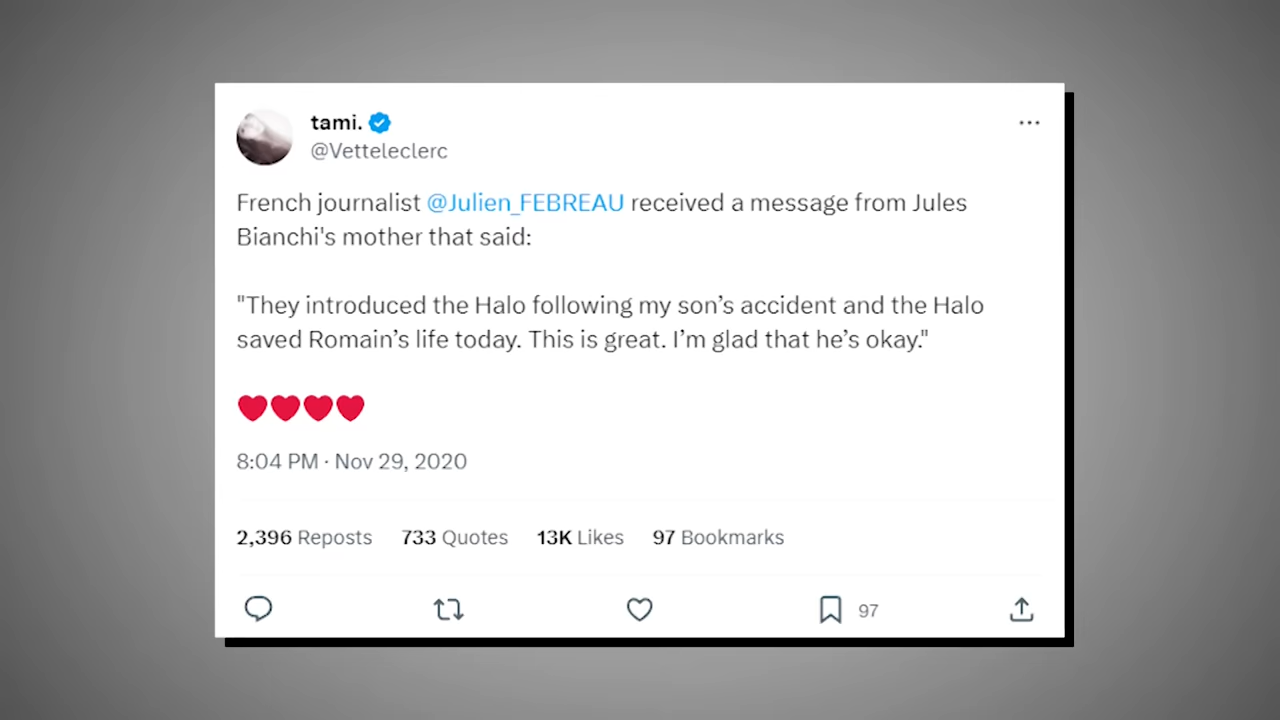 tami.
@Vetteleclerc
French journalist @Julien_FEBREAU received a message from Jules
Bianchi's mother that said:
"They introduced the Halo following my son’s accident and the Halo
saved Romain’s life today. This is great. I’m glad that he’s okay."
8:04 PM · Nov 29, 2020
2,396 Reposts 733 Quotes 13K Likes 97 Bookmarks
97